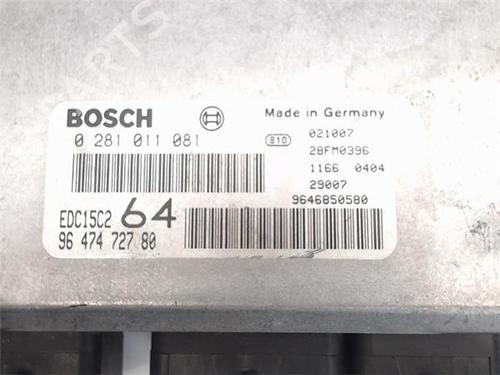 BOSCH
Made in Germany
0 281 011 081
810
021007
28FM0396
1166 0404
29007
9646850580
EDC15C2 64
96 474 727 80